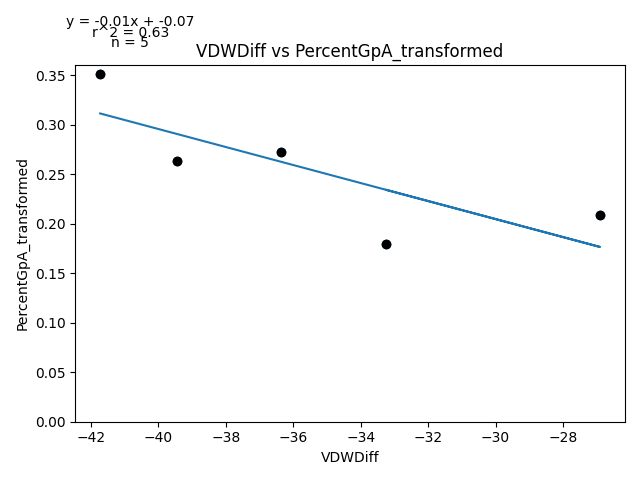 y = -0.01x + -0.07
r^2 = 0.63
n = 5
VDWDiff vs PercentGpA_transformed
0.35
0.30
0.25
0.20
0.15
0.10
0.05
0.00
PercentGpA_transformed
−42 −40 −38 −36 −34 −32 −30 −28
VDWDiff